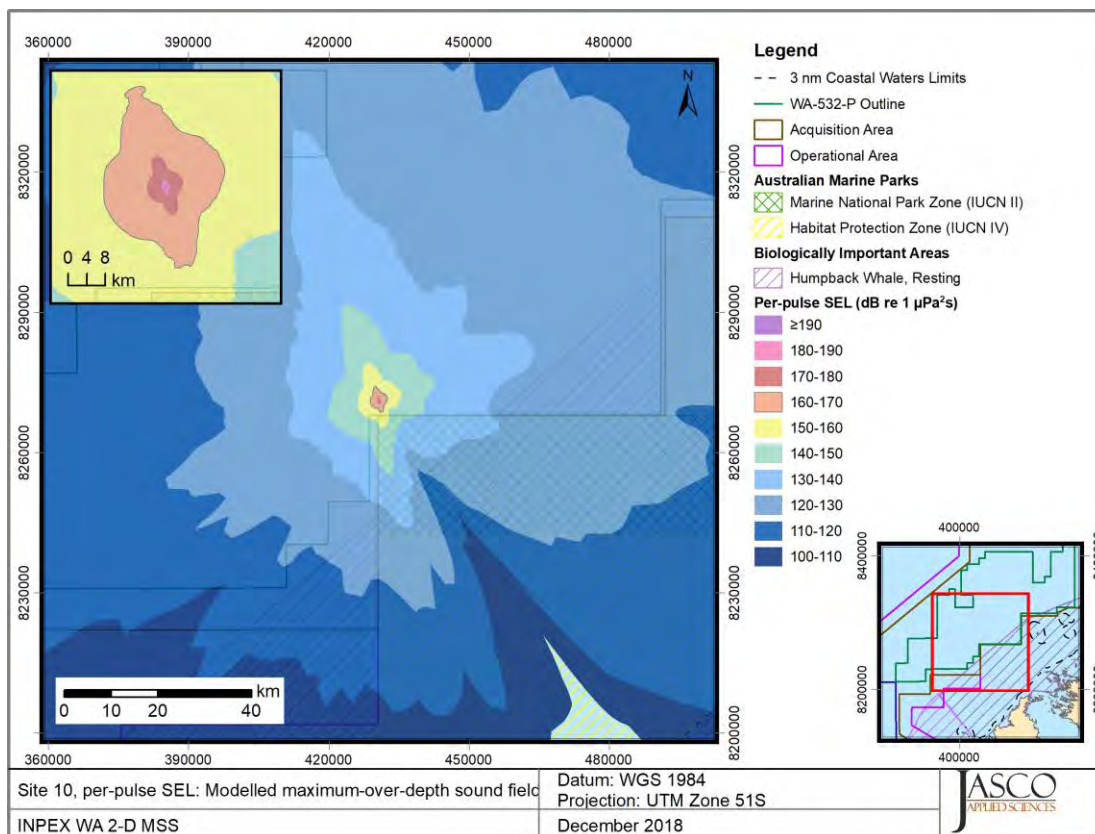 360000 390000 420000 450000 480000
Legend
3 nm Coastal Waters Limits
WA-532-P Outline
Acquisition Area
Operational Area
Australian Marine Parks
Marine National Park Zone (IUCN II)
Habitat Protection Zone (IUCN IV)
Biologically Important Areas
Humpback Whale, Resting
Per-pulse SEL (dB re 1 µPa²s)
≥190
180-190
170-180
160-170
150-160
140-150
130-140
120-130
110-120
100-110
N
0 4 8
km
8320000 8320000
8290000 8290000
8260000 8260000
8230000 8230000
8200000 8200000
km
0 10 20 40
360000 390000 420000 450000 480000
400000
8400000
8200000
400000
Site 10, per-pulse SEL: Modelled maximum-over-depth sound field
INPEX WA 2-D MSS
Datum: WGS 1984
Projection: UTM Zone 51S
December 2018
JASCO
APPLIED SCIENCES